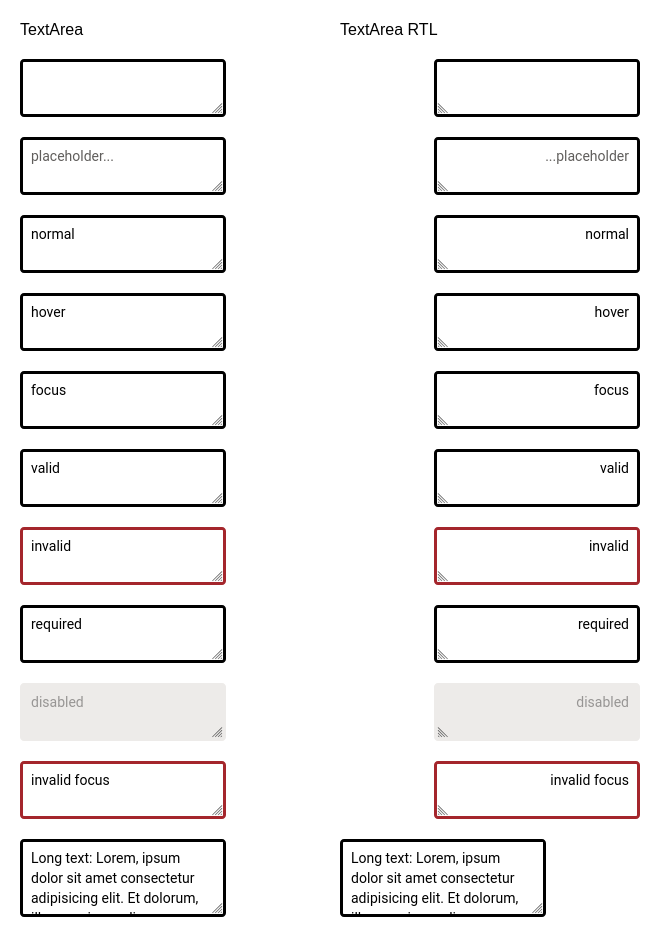 TextArea
TextArea RTL
placeholder...
...placeholder
normal
normal
hover
hover
focus
focus
valid
valid
invalid
invalid
required
required
disabled
disabled
invalid focus
invalid focus
Long text: Lorem, ipsum
dolor sit amet consectetur
adipisicing elit. Et dolorum,
Long text: Lorem, ipsum
dolor sit amet consectetur
adipisicing elit. Et dolorum,